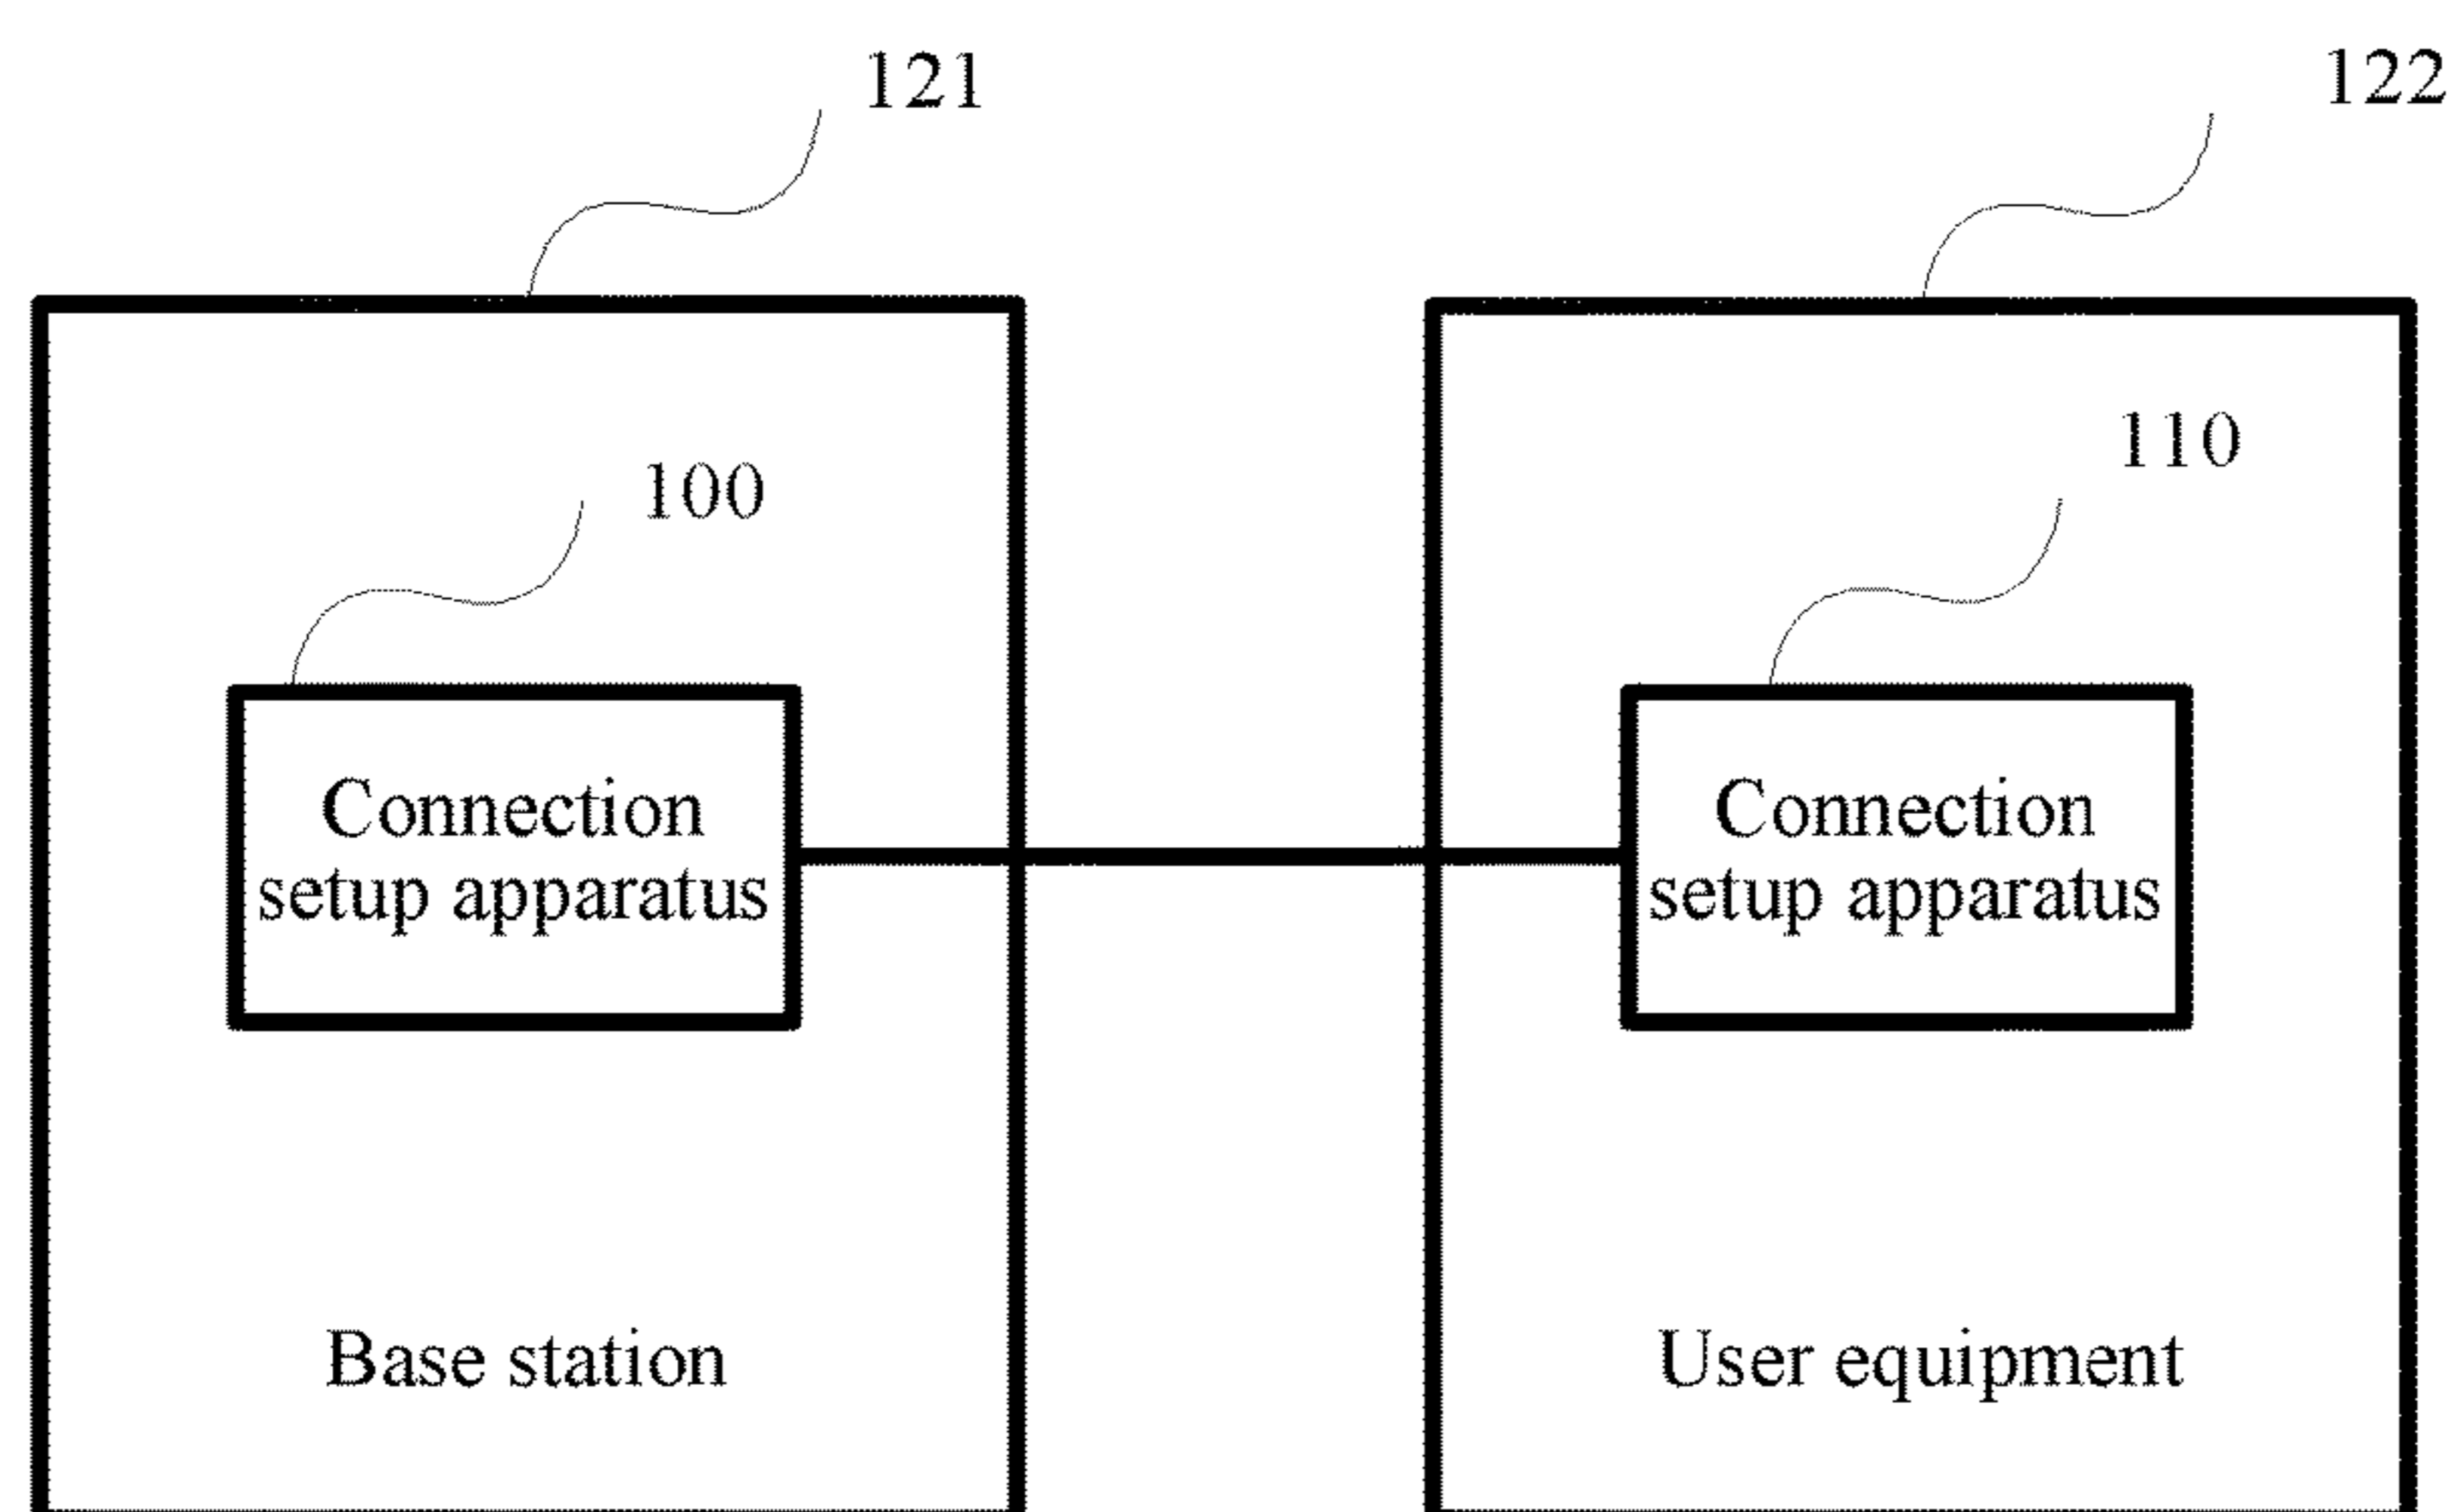 121
122
100
110
Connection
setup apparatus
Connection
setup apparatus
Base station
User equipment